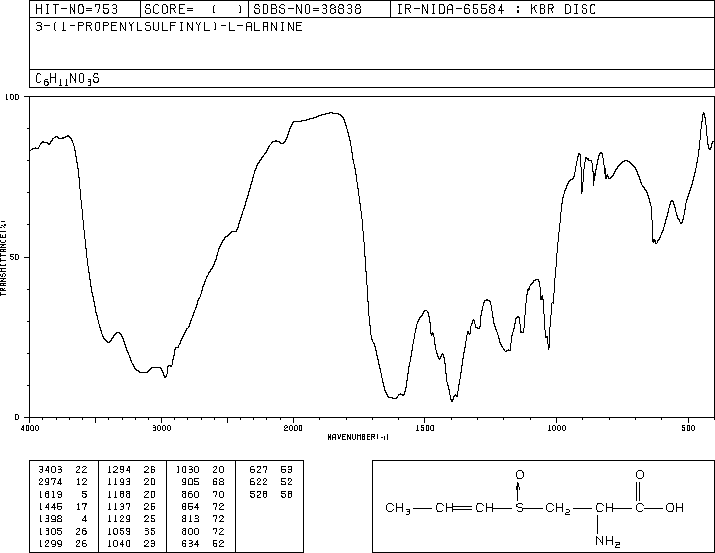 HIT-NO=753 SCORE= ( ) SDBS-NO=38838 IR-NIDA-65584 : KBR DISC
3-(1-PROPENYLSULFINYL)-L-ALANINE
C6H11NO3S
100
50
0
TRANSMITTANCE(%)
4000 3000 2000 1500 1000 500
WAVENUMBER(-1)
3403 22 1294 26 1030 20 627 53
2974 12 1193 20 905 68 622 52
1619 5 1188 20 860 70 528 58
1446 17 1137 26 854 72
1398 4 1129 25 813 72
1305 26 1059 35 800 72
1299 26 1040 23 634 52
O O
CH3 CH=CH S CH2 CH C OH
NH2